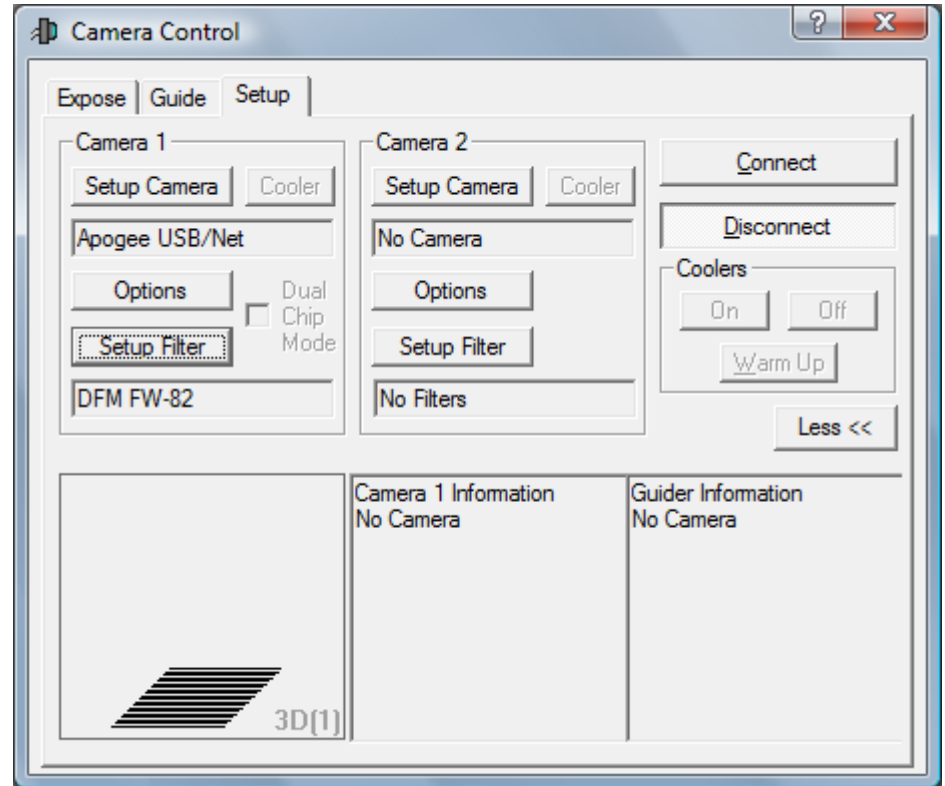 Camera Control
?
X
Expose Guide Setup
Camera 1
Setup Camera Cooler
Apogee USB/Net
Options
Dual
Chip
Mode
Setup Filter
DFM FW-82
Camera 2
Setup Camera Cooler
No Camera
Options
Setup Filter
No Filters
Connect
Disconnect
Coolers
On Off
Warm Up
Less <<
3D(1)
Camera 1 Information
No Camera
Guider Information
No Camera